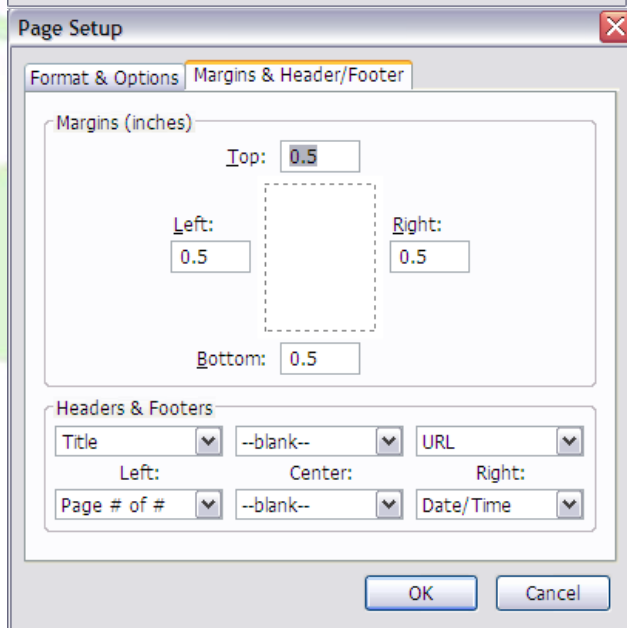 Page Setup
Format & Options Margins & Header/Footer
Margins (inches)
Top: 0.5
Left: Right:
0.5 0.5
Bottom: 0.5
Headers & Footers
Title --blank-- URL
Left: Center: Right:
Page # of # --blank-- Date/Time
OK Cancel